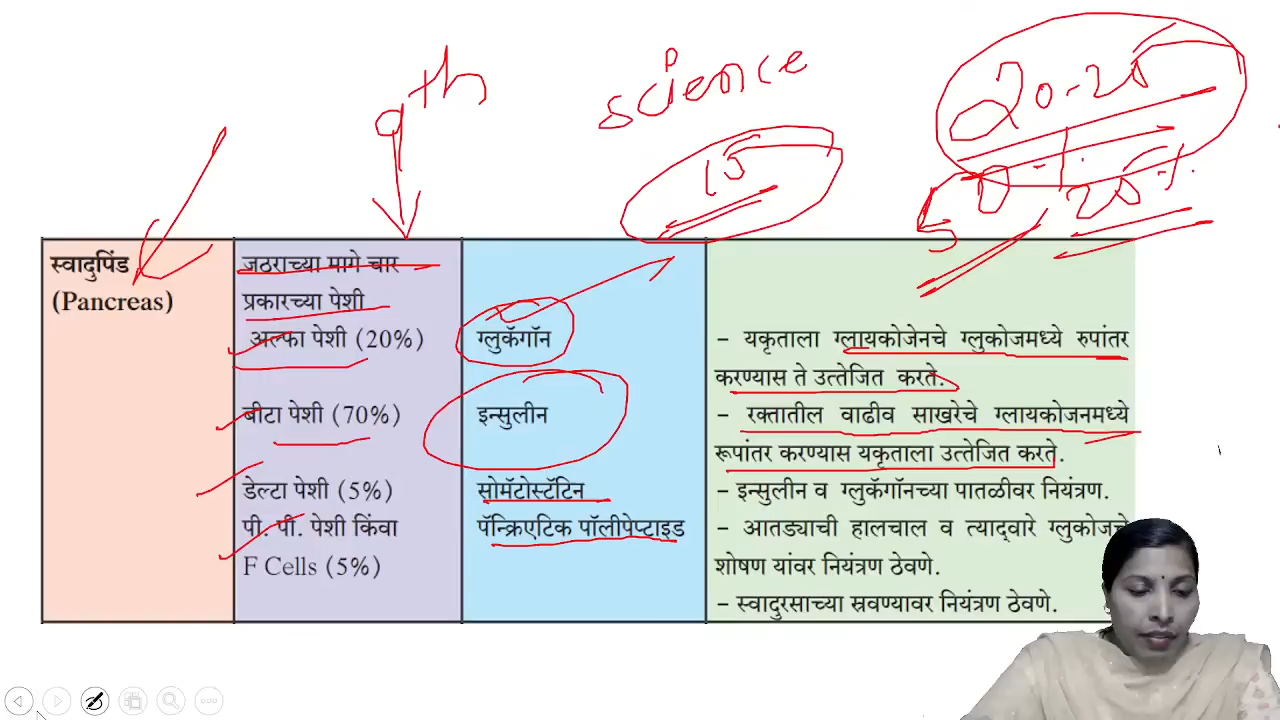 9th
science
20-25
15
50-1.
25-1.
स्वादुपिंड
(Pancreas)
जठराच्या मागे चार
प्रकारच्या पेशी
अल्फा पेशी (20%)
बीटा पेशी (70%)
डेल्टा पेशी (5%)
पी. पी. पेशी किंवा
F Cells (5%)
ग्लुकॅगॉन
इन्सुलीन
सोमॅटोस्टॅटिन
पॅन्क्रिएटिक पॉलीपेप्टाइड
– यकृताला ग्लायकोजेनचे ग्लुकोजमध्ये रुपांतर
करण्यास ते उत्तेजित करते.
– रक्तातील वाढीव साखरेचे ग्लायकोजनमध्ये
रूपांतर करण्यास यकृताला उत्तेजित करते.
– इन्सुलीन व ग्लुकॅगॉनच्या पातळीवर नियंत्रण.
– आतड्याची हालचाल व त्याद्वारे ग्लुकोजचे
शोषण यांवर नियंत्रण ठेवणे.
– स्वादुरसाच्या स्रवण्यावर नियंत्रण ठेवणे.